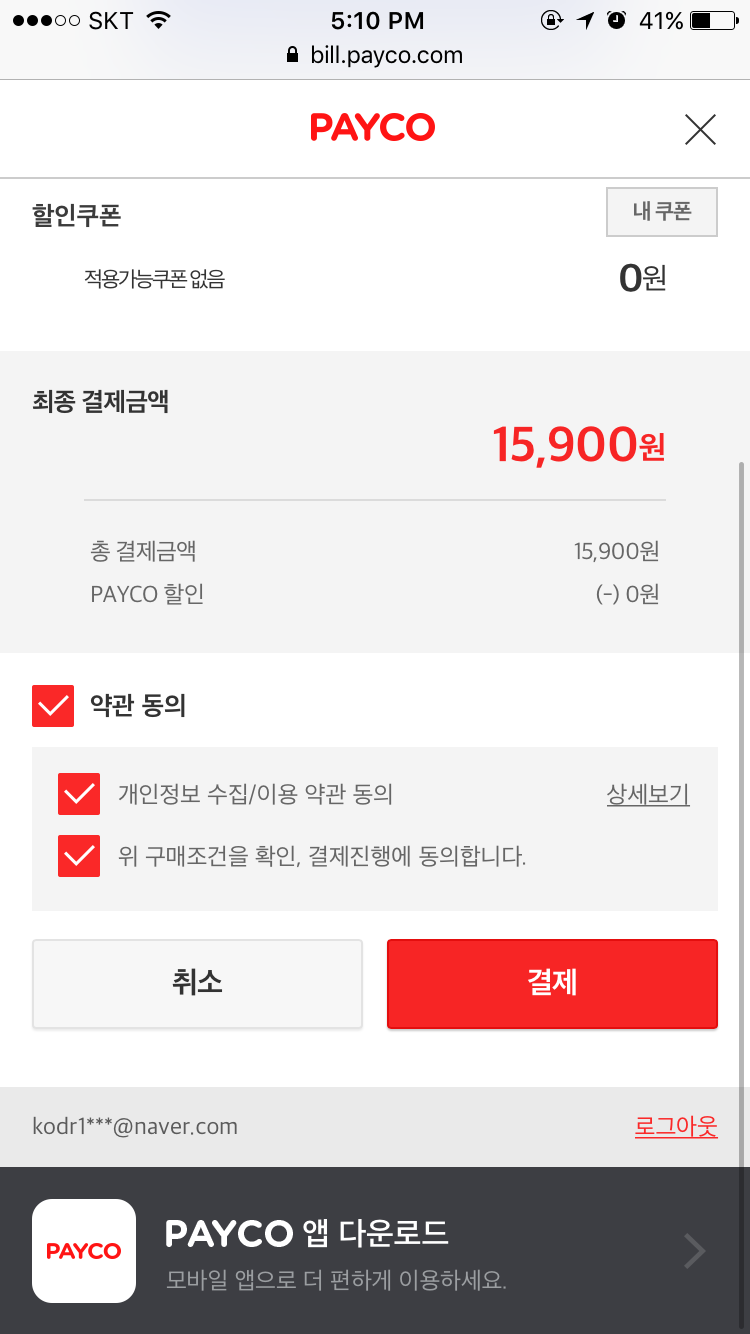 SKT 5:10 PM 41%
bill.payco.com
PAYCO
할인쿠폰 내 쿠폰
적용가능쿠폰 없음 0원
최종 결제금액
15,900원
총 결제금액 15,900원
PAYCO 할인 (-) 0원
약관 동의
개인정보 수집/이용 약관 동의 상세보기
위 구매조건을 확인, 결제진행에 동의합니다.
취소 결제
kodr1***@naver.com 로그아웃
PAYCO PAYCO 앱 다운로드
모바일 앱으로 더 편하게 이용하세요.